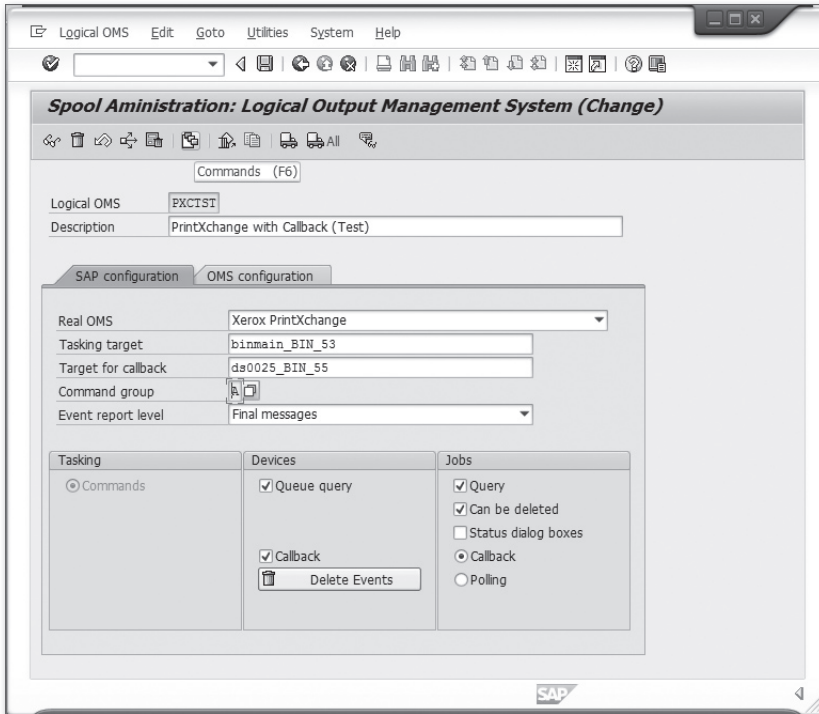 Logical OMS Edit Goto Utilities System Help
Spool Aministration: Logical Output Management System (Change)
All
Commands (F6)
Logical OMS PXCTST
Description PrintXchange with Callback (Test)
SAP configuration OMS configuration
Real OMS Xerox PrintXchange
Tasking target binmain_BIN_53
Target for callback ds0025_BIN_55
Command group A
Event report level Final messages
Tasking Devices Jobs
Commands Queue query Query
Can be deleted
Status dialog boxes
Callback Callback
Delete Events Polling
SAP